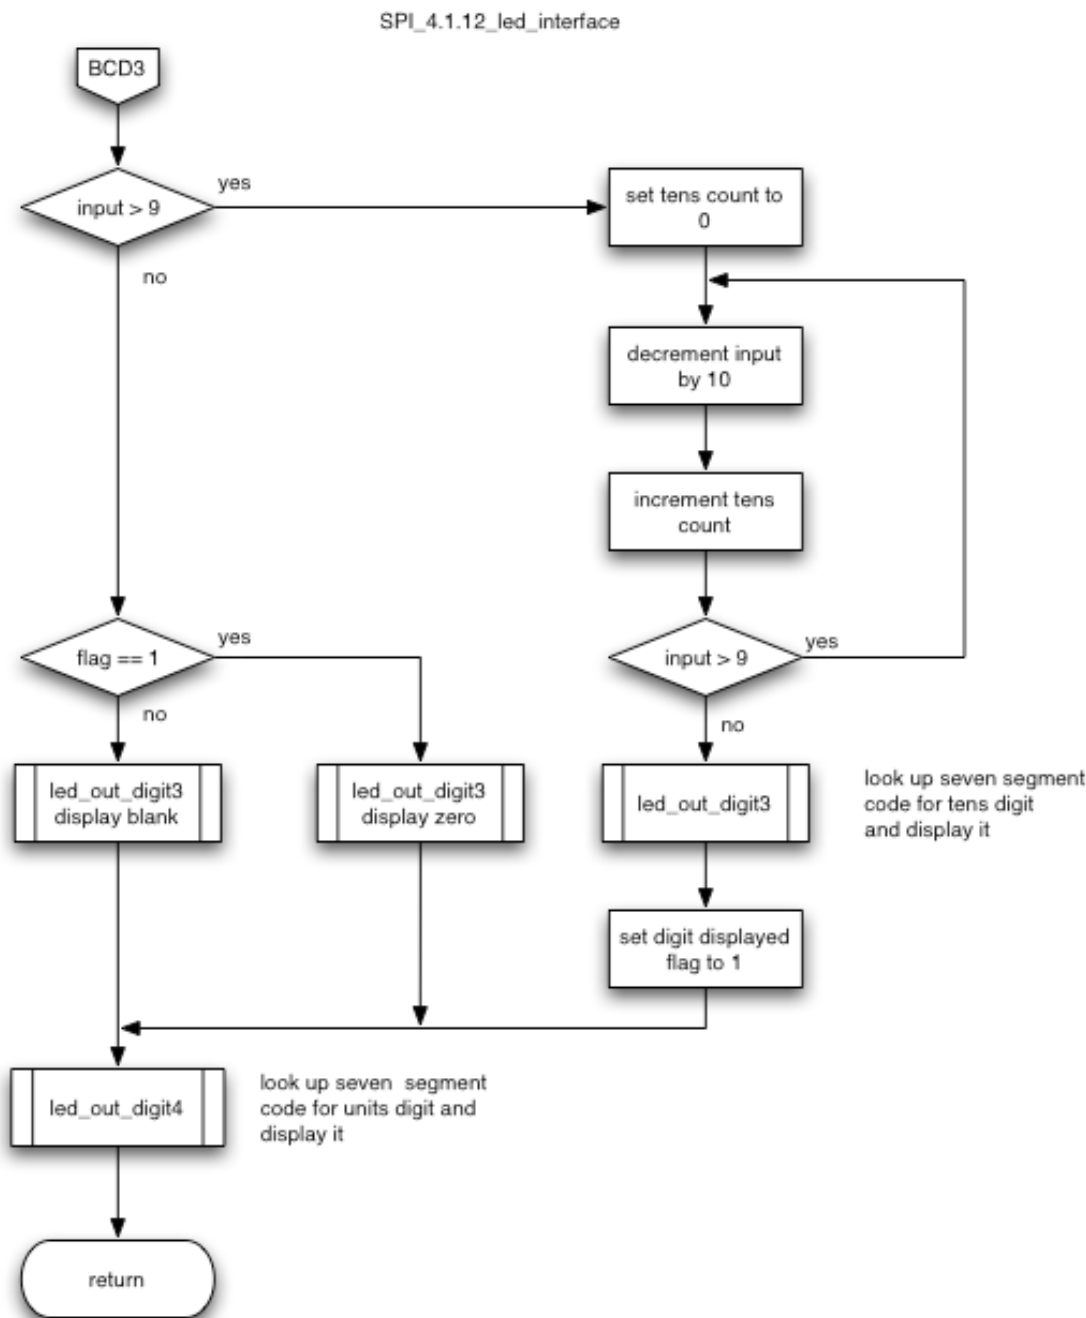 SPI_4.1.12_led_interface
BCD3
input > 9
yes
no
set tens count to
0
decrement input
by 10
increment tens
count
input > 9
yes
no
flag == 1
yes
no
led_out_digit3
display blank
led_out_digit3
display zero
led_out_digit3
look up seven segment
code for tens digit
and display it
set digit displayed
flag to 1
led_out_digit4
look up seven  segment
code for units digit and
display it
return